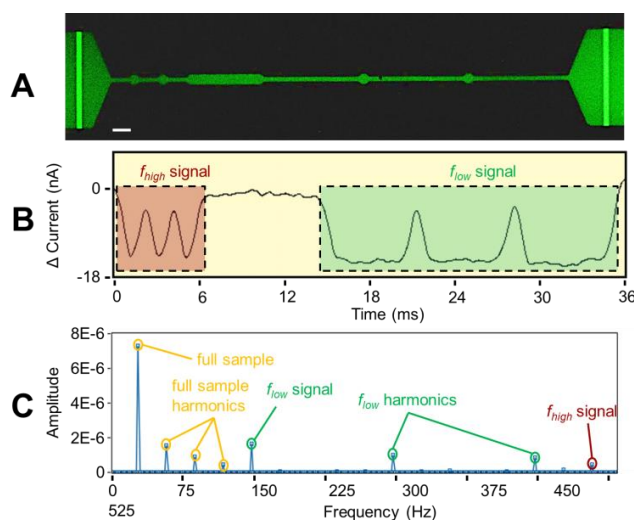 A
B
f_high signal
f_low signal
Δ Current (nA)
0
-18
0 6 12 18 24 30 36
Time (ms)
C
8E-6
6E-6
4E-6
2E-6
0
Amplitude
full sample
full sample
harmonics
f_low signal
f_low harmonics
f_high signal
0 75 150 225 300 375 450
525
Frequency (Hz)